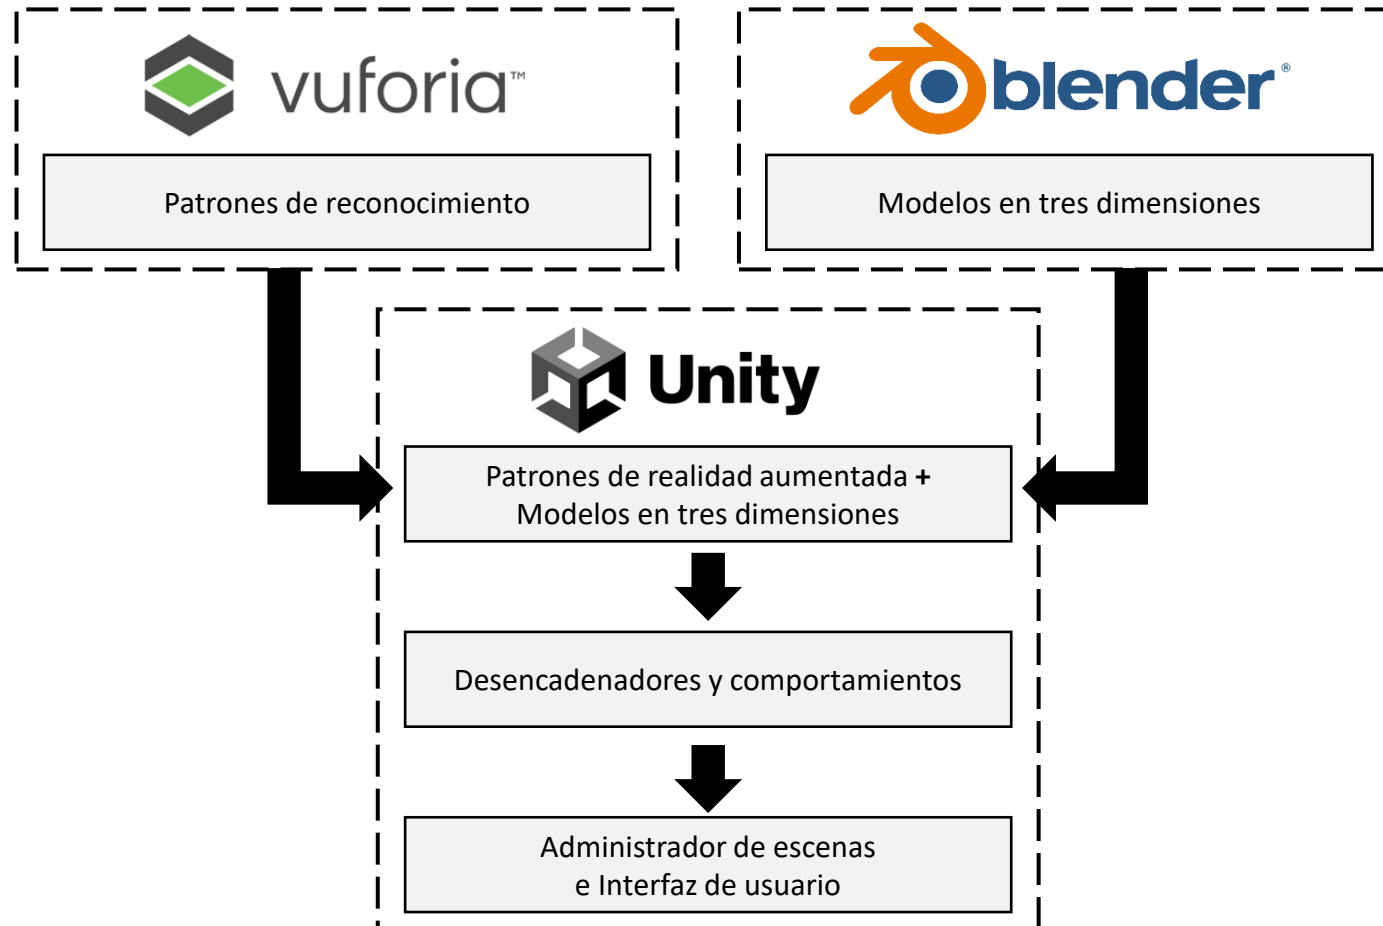 vuforia™
Patrones de reconocimiento
blender®
Modelos en tres dimensiones
Unity
Patrones de realidad aumentada +
Modelos en tres dimensiones
Desencadenadores y comportamientos
Administrador de escenas
e Interfaz de usuario